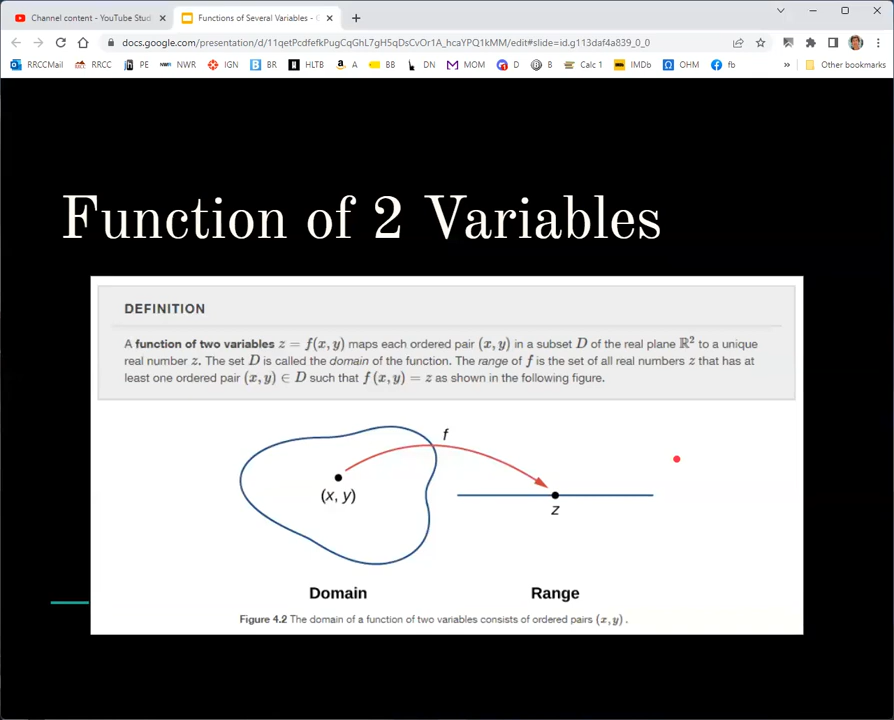 Channel content - YouTube Stud
Functions of Several Variables - G
docs.google.com/presentation/d/11qetPcdfefkPugCqGhL7gH5qDsCvOr1A_hcaYPQ1kMM/edit#slide=id.g113daf4a839_0_0
RRCCMail RRCC PE NWR IGN BR HLTB A BB DN MOM D B Calc 1 IMDb OHM fb » Other bookmarks
Function of 2 Variables
DEFINITION
A function of two variables z = f(x, y) maps each ordered pair (x, y) in a subset D of the real plane ℝ² to a unique
real number z. The set D is called the domain of the function. The range of f is the set of all real numbers z that has at
least one ordered pair (x, y) ∈ D such that f (x, y) = z as shown in the following figure.
f
(x, y)
z
Domain Range
Figure 4.2 The domain of a function of two variables consists of ordered pairs (x, y) .